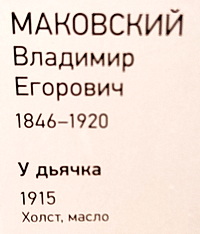 МАКОВСКИЙ
Владимир
Егорович
1846–1920
У дьячка
1915
Холст, масло